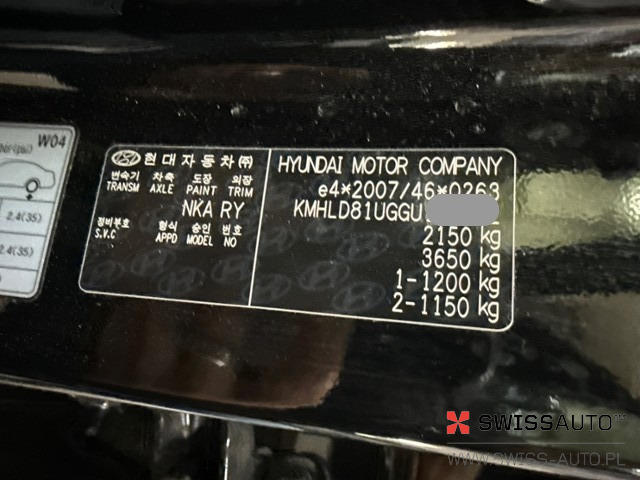 W04
2.4(35)
2.4(35)
현대자동차(주)
변속기 차축 도장 외장
TRANSM AXLE PAINT TRIM
NKA RY
정비부호 형식 승인 번호
S.V.C APPD MODEL NO
HYUNDAI MOTOR COMPANY
e4*2007/46*0263
KMHLD81UGGU
2150 kg
3650 kg
1-1200 kg
2-1150 kg
SWISSAUTO
WWW.SWISS-AUTO.PL